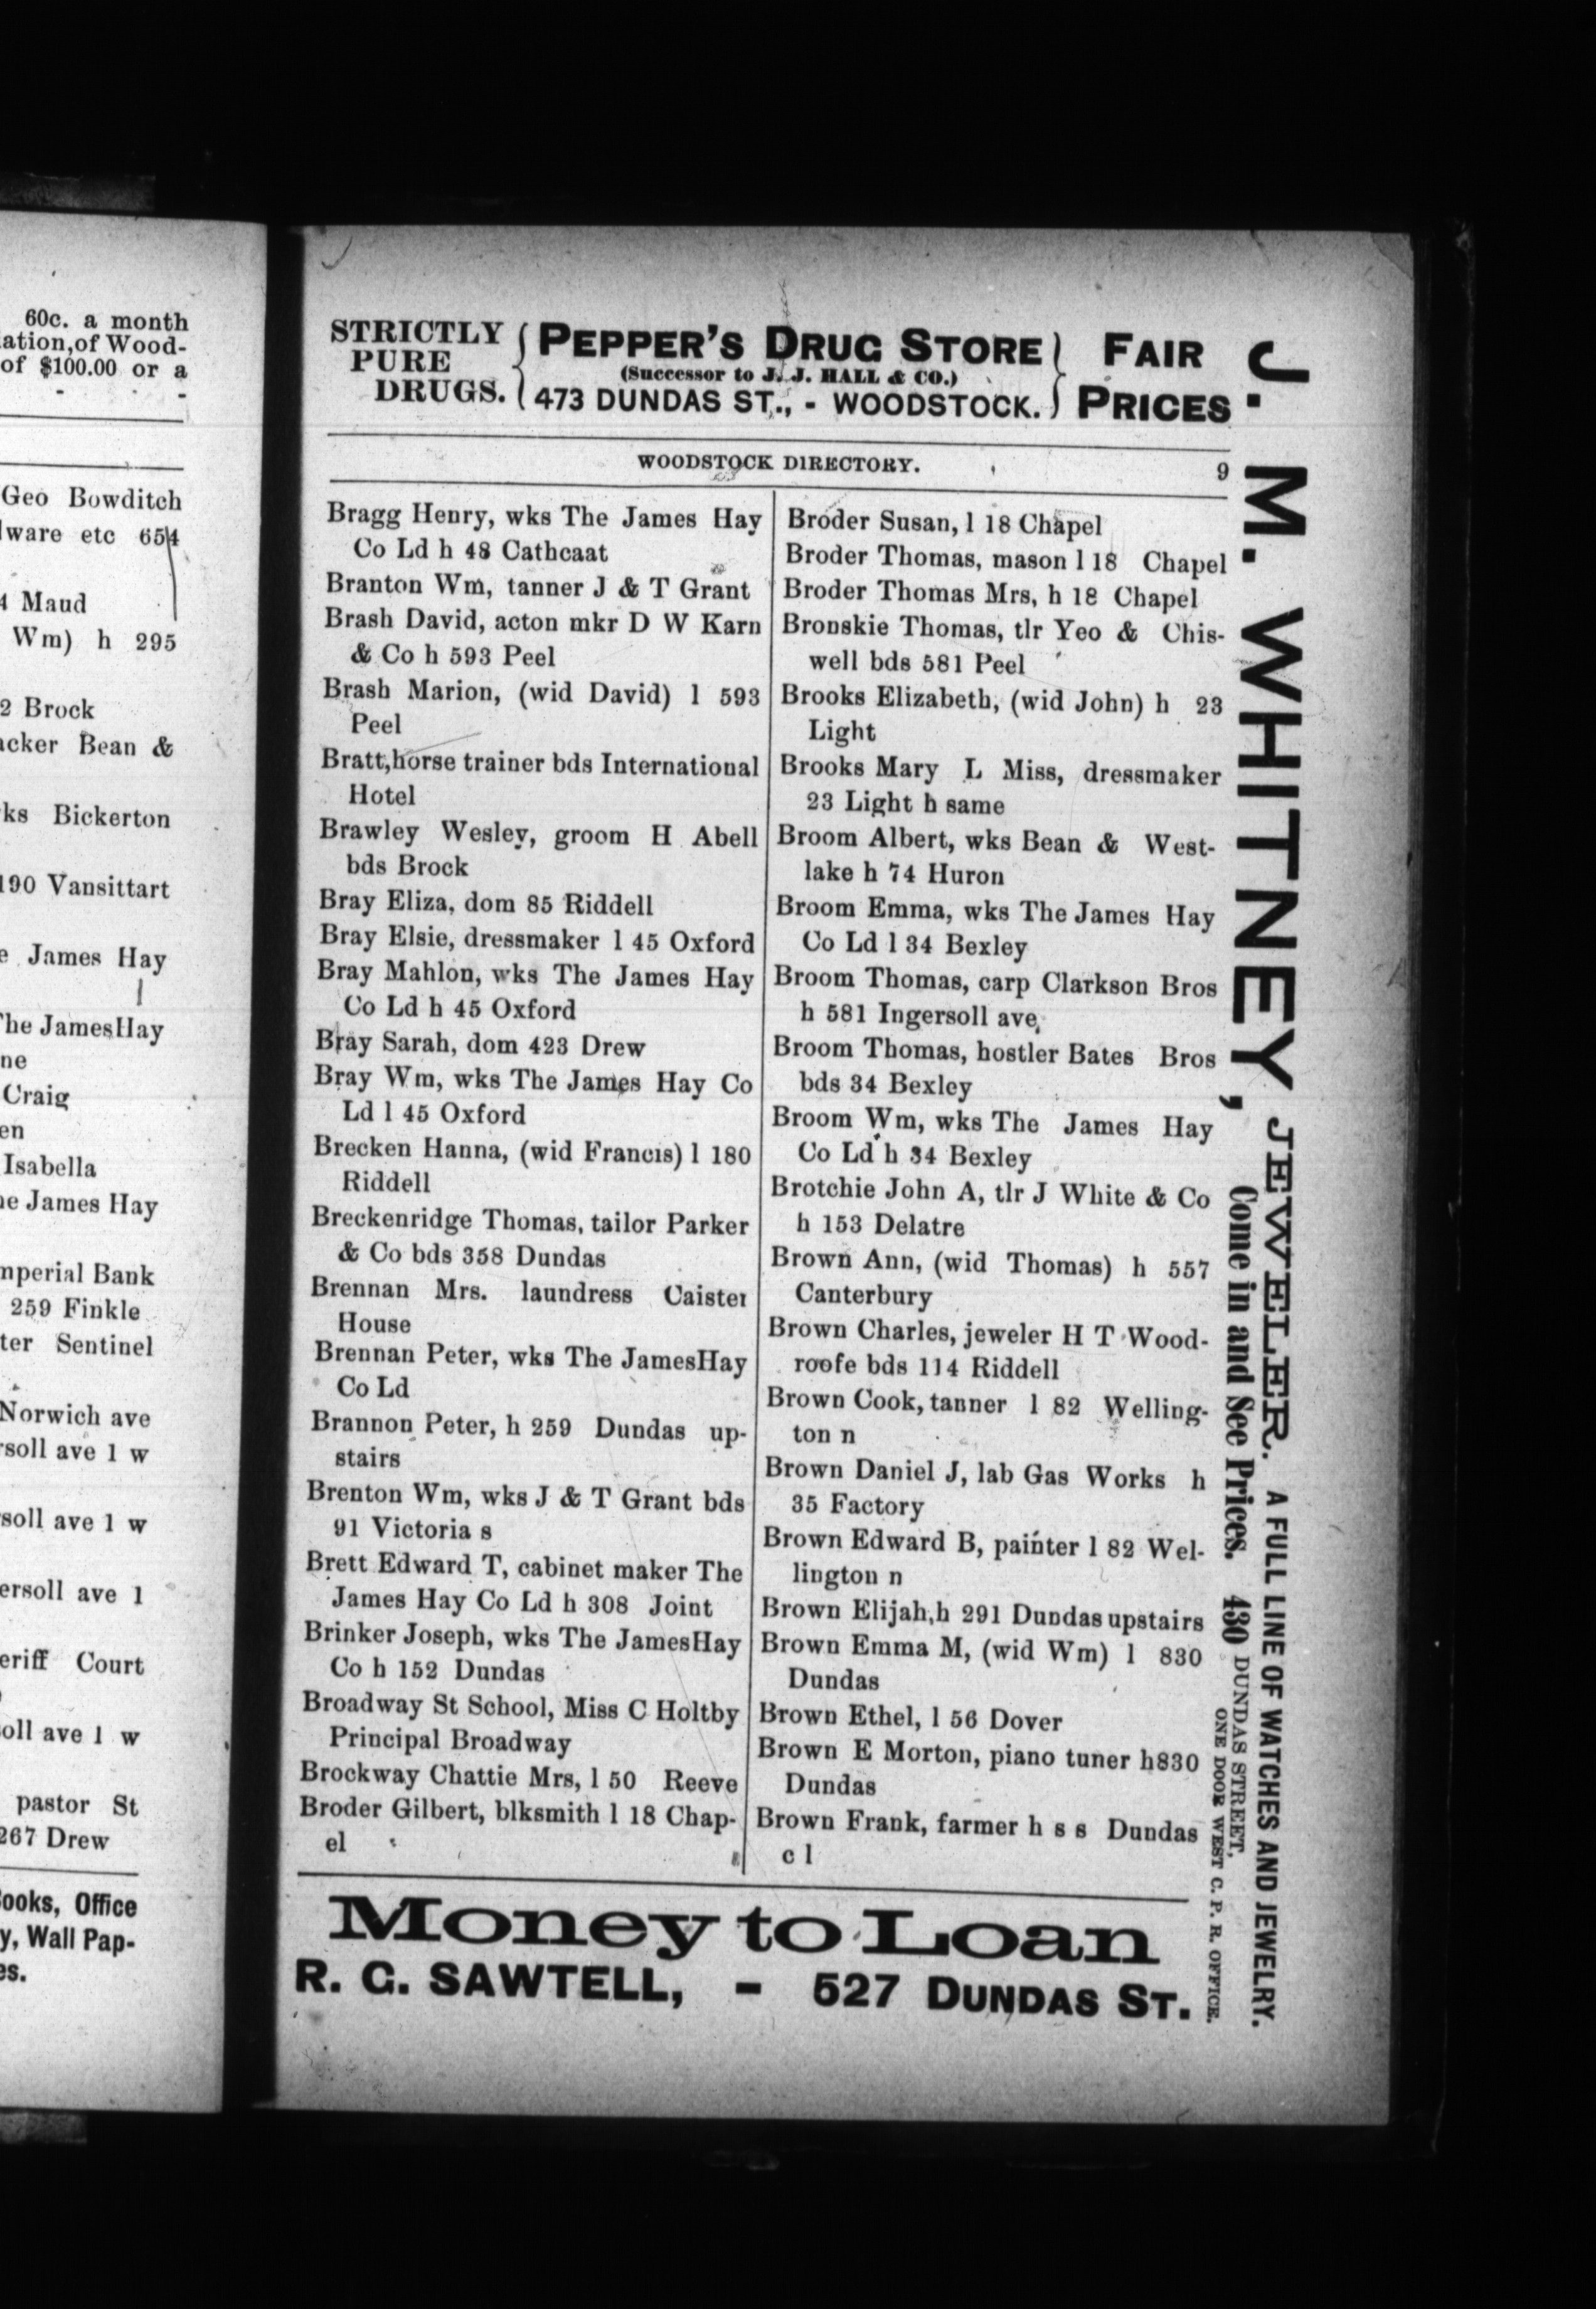 60c. a month
ation,of Wood-
of $100.00 or a
Geo Bowditch
ware etc 654
4 Maud
Wm) h 295
2 Brock
acker Bean &
ks Bickerton
190 Vansittart
e James Hay
The JamesHay
ne
Craig
en
Isabella
he James Hay
mperial Bank
259 Finkle
ter Sentinel
Norwich ave
rsoll ave l w
soll ave l w
ersoll ave l
eriff Court
oll ave l w
pastor St
267 Drew
ooks, Office
y, Wall Pap-
es.
STRICTLY
PURE
DRUGS.
PEPPER'S DRUG STORE
(Successor to J. J. HALL & CO.)
473 DUNDAS ST., - WOODSTOCK.
FAIR
PRICES
WOODSTOCK DIRECTORY. 9
Bragg Henry, wks The James Hay
Co Ld h 48 Cathcaat
Branton Wm, tanner J & T Grant
Brash David, acton mkr D W Karn
& Co h 593 Peel
Brash Marion, (wid David) l 593
Peel
Bratt,horse trainer bds International
Hotel
Brawley Wesley, groom H Abell
bds Brock
Bray Eliza, dom 85 Riddell
Bray Elsie, dressmaker l 45 Oxford
Bray Mahlon, wks The James Hay
Co Ld h 45 Oxford
Bray Sarah, dom 423 Drew
Bray Wm, wks The James Hay Co
Ld l 45 Oxford
Brecken Hanna, (wid Francis) l 180
Riddell
Breckenridge Thomas, tailor Parker
& Co bds 358 Dundas
Brennan Mrs. laundress Caister
House
Brennan Peter, wks The JamesHay
Co Ld
Brannon Peter, h 259 Dundas up-
stairs
Brenton Wm, wks J & T Grant bds
91 Victoria s
Brett Edward T, cabinet maker The
James Hay Co Ld h 308 Joint
Brinker Joseph, wks The JamesHay
Co h 152 Dundas
Broadway St School, Miss C Holtby
Principal Broadway
Brockway Chattie Mrs, l 50 Reeve
Broder Gilbert, blksmith l 18 Chap-
el
Broder Susan, l 18 Chapel
Broder Thomas, mason l 18 Chapel
Broder Thomas Mrs, h 18 Chapel
Bronskie Thomas, tlr Yeo & Chis-
well bds 581 Peel
Brooks Elizabeth, (wid John) h 23
Light
Brooks Mary L Miss, dressmaker
23 Light h same
Broom Albert, wks Bean & West-
lake h 74 Huron
Broom Emma, wks The James Hay
Co Ld l 34 Bexley
Broom Thomas, carp Clarkson Bros
h 581 Ingersoll ave,
Broom Thomas, hostler Bates Bros
bds 34 Bexley
Broom Wm, wks The James Hay
Co Ld h 34 Bexley
Brotchie John A, tlr J White & Co
h 153 Delatre
Brown Ann, (wid Thomas) h 557
Canterbury
Brown Charles, jeweler H T Wood-
roofe bds 114 Riddell
Brown Cook, tanner l 82 Welling-
ton n
Brown Daniel J, lab Gas Works h
35 Factory
Brown Edward B, painter l 82 Wel-
lington n
Brown Elijah,h 291 Dundas upstairs
Brown Emma M, (wid Wm) l 830
Dundas
Brown Ethel, l 56 Dover
Brown E Morton, piano tuner h830
Dundas
Brown Frank, farmer h s s Dundas
c l
Money to Loan
R. G. SAWTELL, - 527 DUNDAS ST.
J. M. WHITNEY, JEWELER. A FULL LINE OF WATCHES AND JEWELRY.
Come in and See Prices. 430 DUNDAS STREET,
ONE DOOR WEST C. P. R. OFFICE.